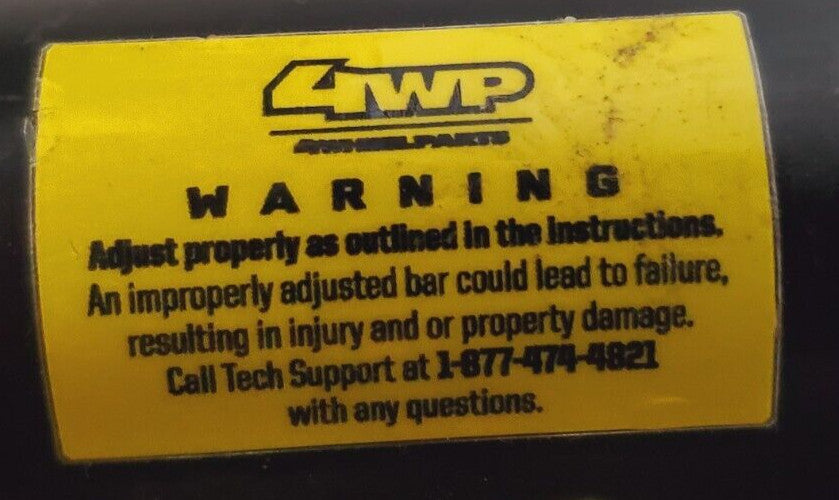 4WP
4WHEELPARTS
WARNING
Adjust properly as outlined in the Instructions.
An improperly adjusted bar could lead to failure,
resulting in injury and or property damage.
Call Tech Support at 1-877-474-4821
with any questions.